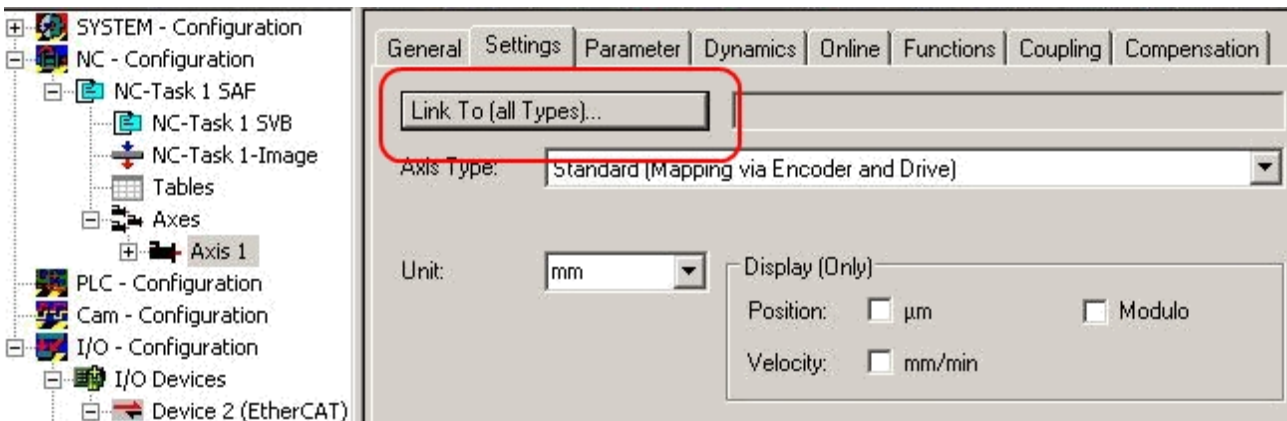 SYSTEM - Configuration
NC - Configuration
NC-Task 1 SAF
NC-Task 1 SVB
NC-Task 1-Image
Tables
Axes
Axis 1
PLC - Configuration
Cam - Configuration
I/O - Configuration
I/O Devices
Device 2 (EtherCAT)
General Settings Parameter Dynamics Online Functions Coupling Compensation
Link To (all Types)...
Axis Type: Standard (Mapping via Encoder and Drive)
Unit: mm
Display (Only)
Position: µm Modulo
Velocity: mm/min